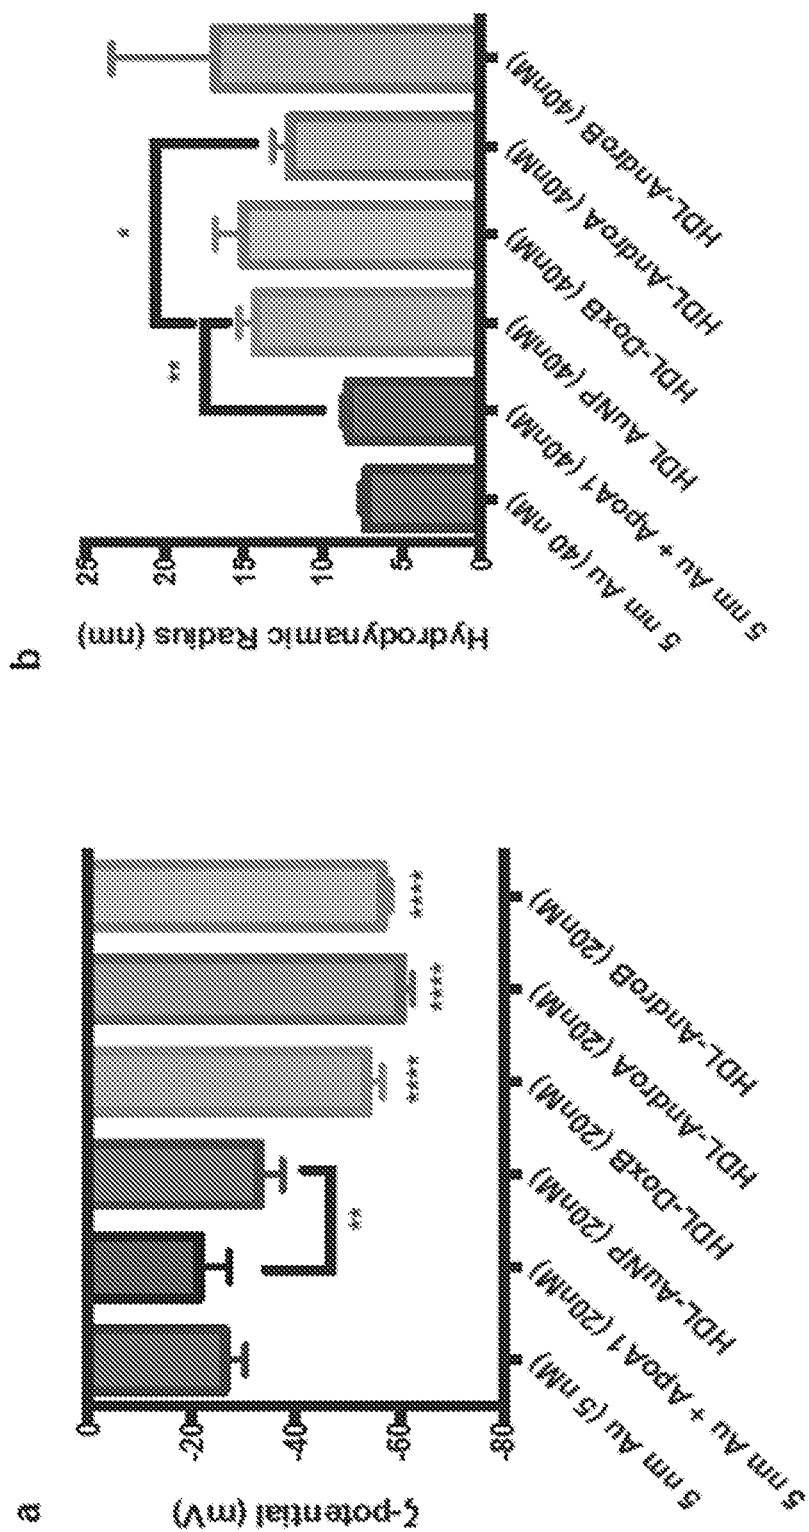 a
ζ-potential (mV)
0
-20
-40
-60
-80
**
****
****
****
5 nm Au (5 nM)
5 nm Au + ApoA1 (20nM)
HDL-AuNP (20nM)
HDL-DoxB (20nM)
HDL-AndroA (20nM)
HDL-AndroB (20nM)
b
Hydrodynamic Radius (nm)
25
20
15
10
5
0
**
*
5 nm Au (40 nM)
5 nm Au + ApoA1 (40nM)
HDL AuNP (40nM)
HDL-DoxB (40nM)
HDL-AndroA (40nM)
HDL-AndroB (40nM)